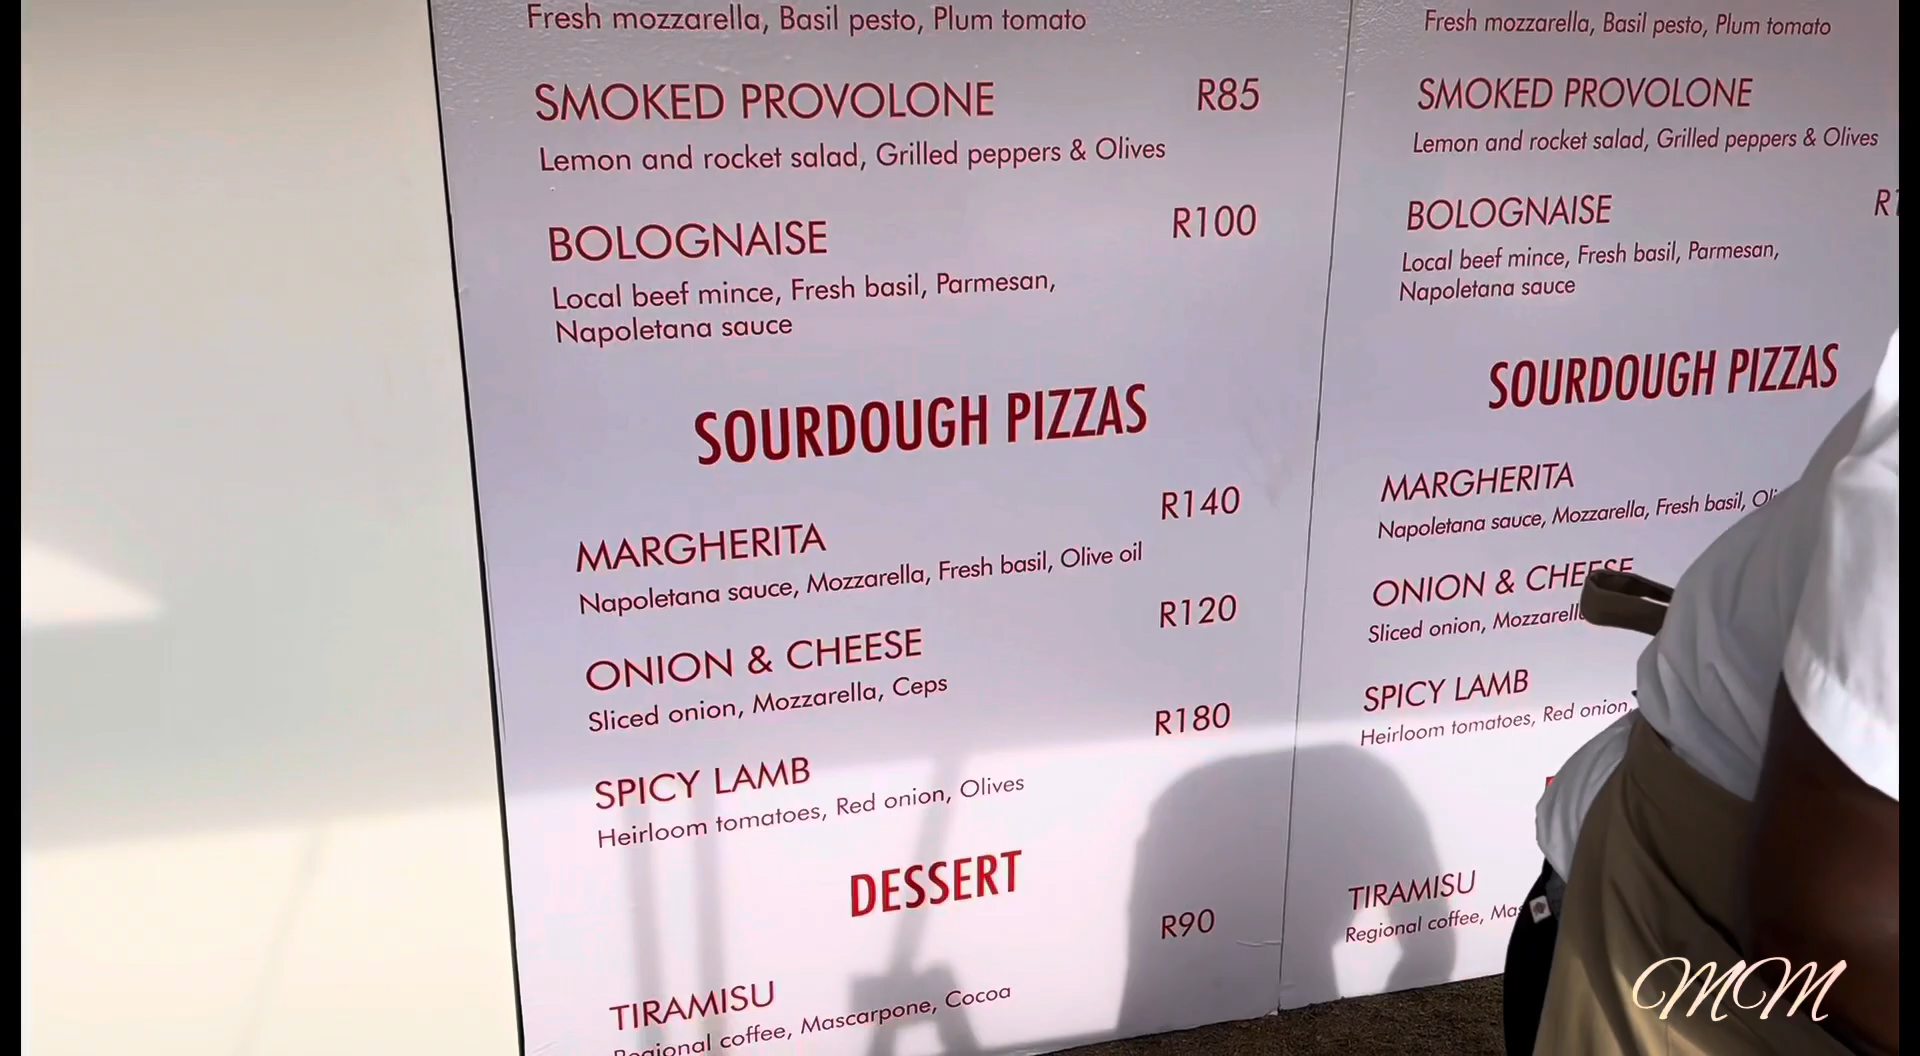 Fresh mozzarella, Basil pesto, Plum tomato
SMOKED PROVOLONE R85
Lemon and rocket salad, Grilled peppers & Olives
BOLOGNAISE R100
Local beef mince, Fresh basil, Parmesan,
Napoletana sauce
SOURDOUGH PIZZAS
MARGHERITA R140
Napoletana sauce, Mozzarella, Fresh basil, Olive oil
ONION & CHEESE R120
Sliced onion, Mozzarella, Ceps
SPICY LAMB R180
Heirloom tomatoes, Red onion, Olives
DESSERT
TIRAMISU R90
Regional coffee, Mascarpone, Cocoa
Fresh mozzarella, Basil pesto, Plum tomato
SMOKED PROVOLONE
Lemon and rocket salad, Grilled peppers & Olives
BOLOGNAISE
Local beef mince, Fresh basil, Parmesan,
Napoletana sauce
SOURDOUGH PIZZAS
MARGHERITA
Napoletana sauce, Mozzarella, Fresh basil,
ONION & CHEESE
Sliced onion,
SPICY LAMB
Heirloom tomatoes, Red onion,
TIRAMISU
Regional coffee,
MM